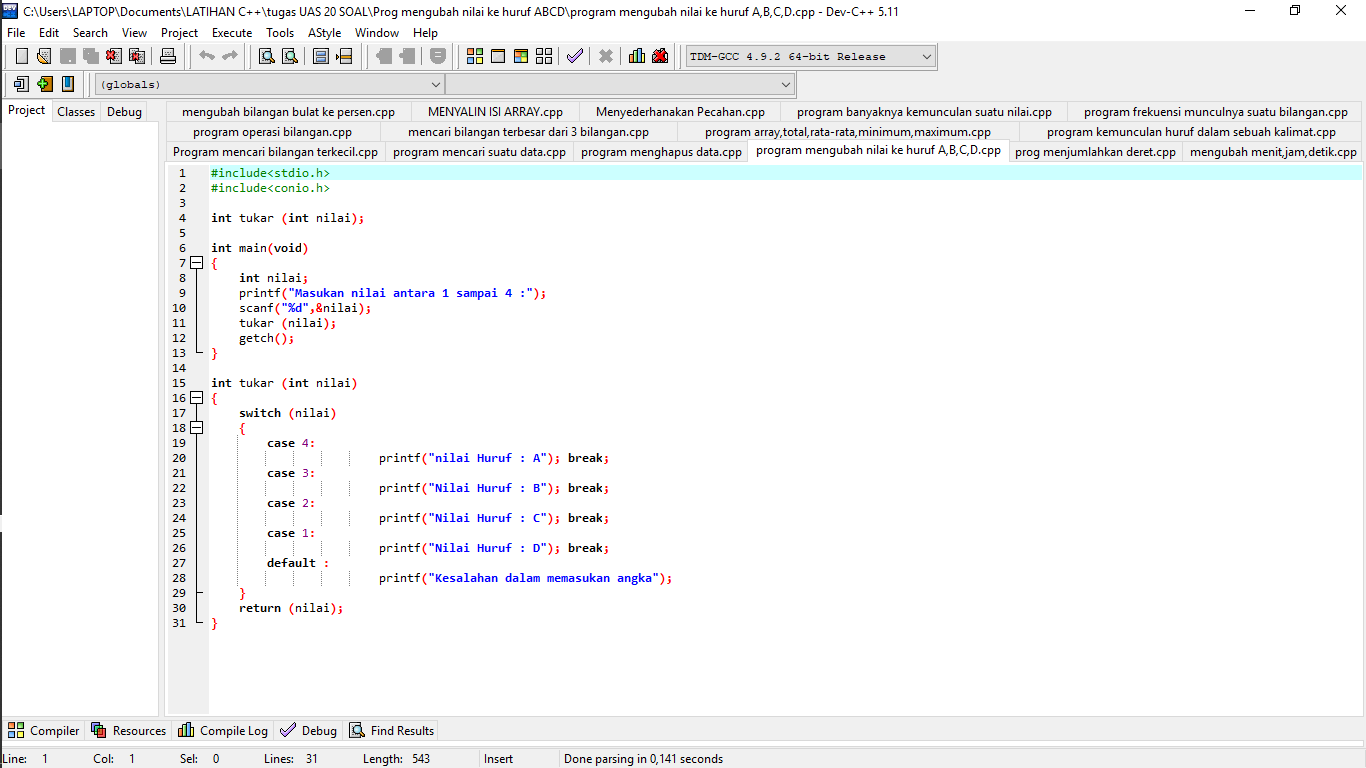 C:\Users\LAPTOP\Documents\LATIHAN C++\tugas UAS 20 SOAL\Prog mengubah nilai ke huruf ABCD\program mengubah nilai ke huruf A,B,C,D.cpp - Dev-C++ 5.11
File Edit Search View Project Execute Tools AStyle Window Help
TDM-GCC 4.9.2 64-bit Release
(globals)
Project Classes Debug
mengubah bilangan bulat ke persen.cpp MENYALIN ISI ARRAY.cpp Menyederhanakan Pecahan.cpp program banyaknya kemunculan suatu nilai.cpp program frekuensi munculnya suatu bilangan.cpp
program operasi bilangan.cpp mencari bilangan terbesar dari 3 bilangan.cpp program array,total,rata-rata,minimum,maximum.cpp program kemunculan huruf dalam sebuah kalimat.cpp
Program mencari bilangan terkecil.cpp program mencari suatu data.cpp program menghapus data.cpp program mengubah nilai ke huruf A,B,C,D.cpp prog menjumlahkan deret.cpp mengubah menit,jam,detik.cpp
1 #include<stdio.h>
2 #include<conio.h>
3
4 int tukar (int nilai);
5
6 int main(void)
7 {
8 int nilai;
9 printf("Masukan nilai antara 1 sampai 4 :");
10 scanf("%d",&nilai);
11 tukar (nilai);
12 getch();
13 }
14
15 int tukar (int nilai)
16 {
17 switch (nilai)
18 {
19 case 4:
20 printf("nilai Huruf : A"); break;
21 case 3:
22 printf("Nilai Huruf : B"); break;
23 case 2:
24 printf("Nilai Huruf : C"); break;
25 case 1:
26 printf("Nilai Huruf : D"); break;
27 default :
28 printf("Kesalahan dalam memasukan angka");
29 }
30 return (nilai);
31 }
Compiler Resources Compile Log Debug Find Results
Line: 1 Col: 1 Sel: 0 Lines: 31 Length: 543 Insert Done parsing in 0,141 seconds